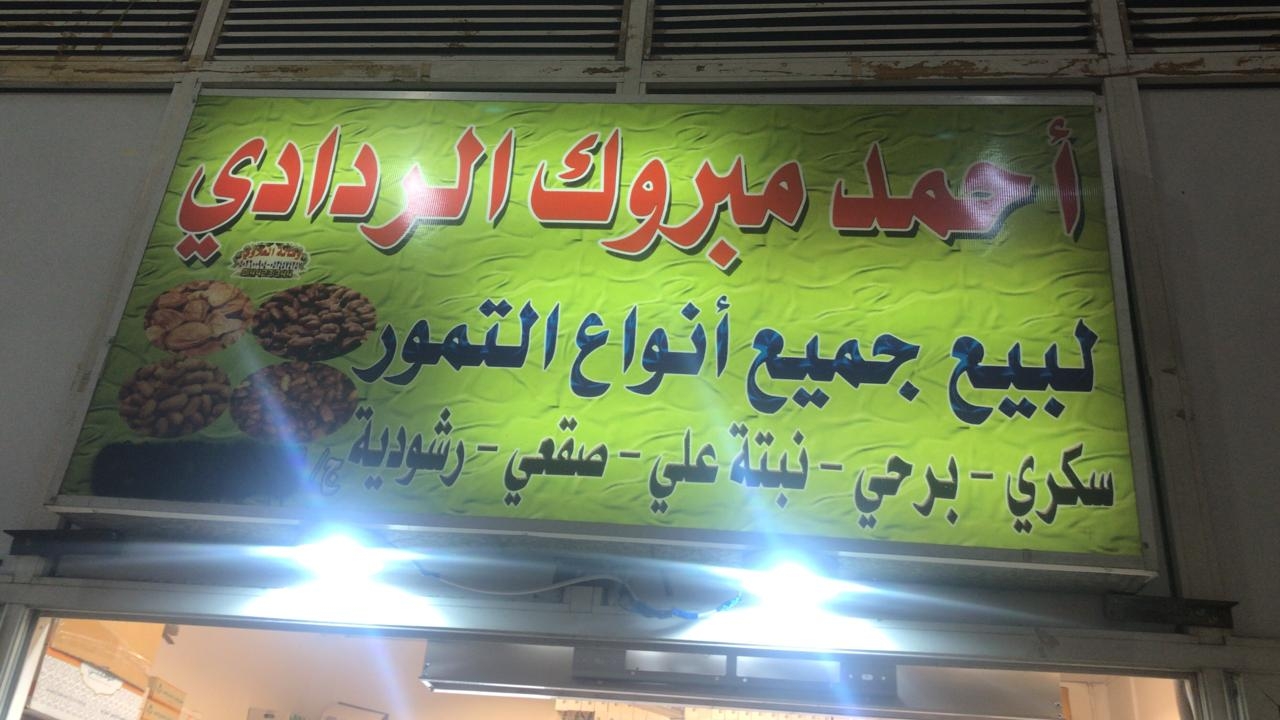 أحمد مبروك الردادي
لبيع جميع أنواع التمور
سكري - برحي - نبتة علي - صقعي - رشودية
ج/